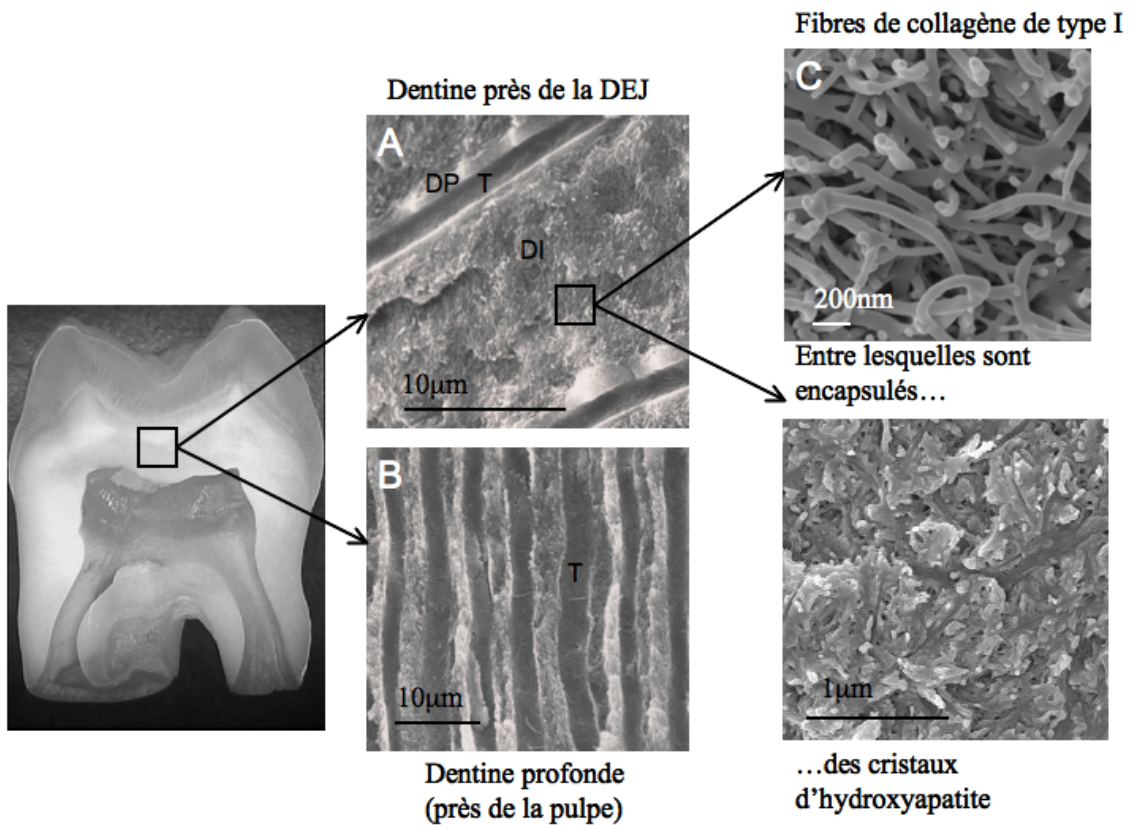 Fibres de collagène de type I
C
200nm
Entre lesquelles sont
encapsulés…
Dentine près de la DEJ
A
DP T
DI
10μm
B
T
10μm
Dentine profonde
(près de la pulpe)
1μm
…des cristaux
d’hydroxyapatite